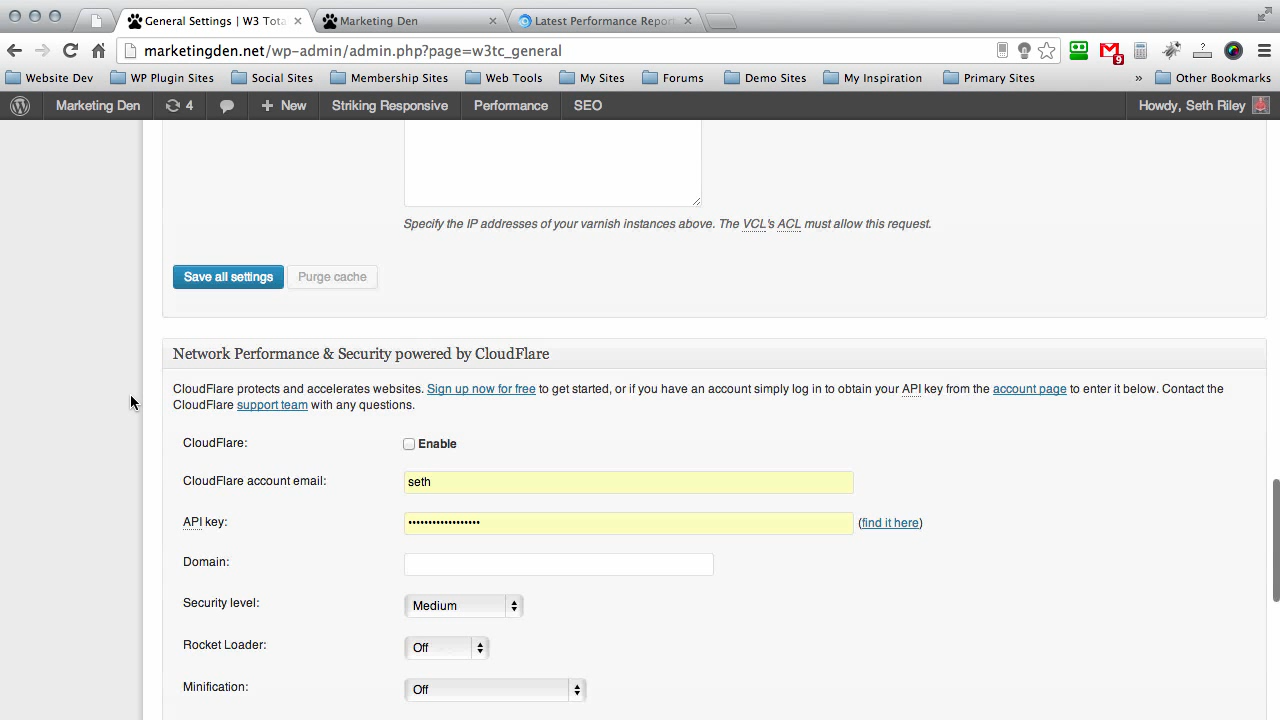 General Settings | W3 Tota
Marketing Den
Latest Performance Report
marketingden.net/wp-admin/admin.php?page=w3tc_general
9
Website Dev
WP Plugin Sites
Social Sites
Membership Sites
Web Tools
My Sites
Forums
Demo Sites
My Inspiration
Primary Sites
»
Other Bookmarks
Marketing Den
4
+ New
Striking Responsive
Performance
SEO
Howdy, Seth Riley
Specify the IP addresses of your varnish instances above. The VCL's ACL must allow this request.
Save all settings
Purge cache
Network Performance & Security powered by CloudFlare
CloudFlare protects and accelerates websites. Sign up now for free to get started, or if you have an account simply log in to obtain your API key from the account page to enter it below. Contact the
CloudFlare support team with any questions.
CloudFlare:
Enable
CloudFlare account email:
seth
API key:
••••••••••••••••••
(find it here)
Domain:
Security level:
Medium
Rocket Loader:
Off
Minification:
Off